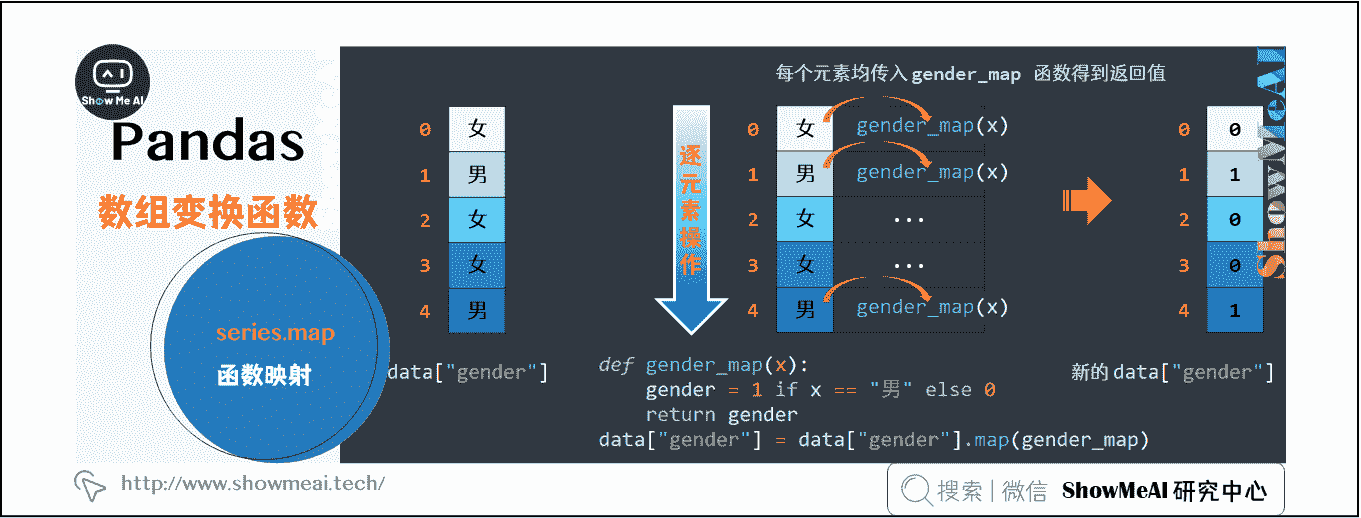 Show Me AI
Pandas
数组变换函数
series.map
函数映射
0 女
1 男
2 女
3 女
4 男
data["gender"]
逐元素操作
每个元素均传入 gender_map 函数得到返回值
0 女 gender_map(x)
1 男 gender_map(x)
2 女 ...
3 女 ...
4 男 gender_map(x)
def gender_map(x):
gender = 1 if x == "男" else 0
return gender
data["gender"] = data["gender"].map(gender_map)
0 0
1 1
2 0
3 0
4 1
新的 data["gender"]
ShowMeAI
http://www.showmeai.tech/
搜索 | 微信 ShowMeAI 研究中心